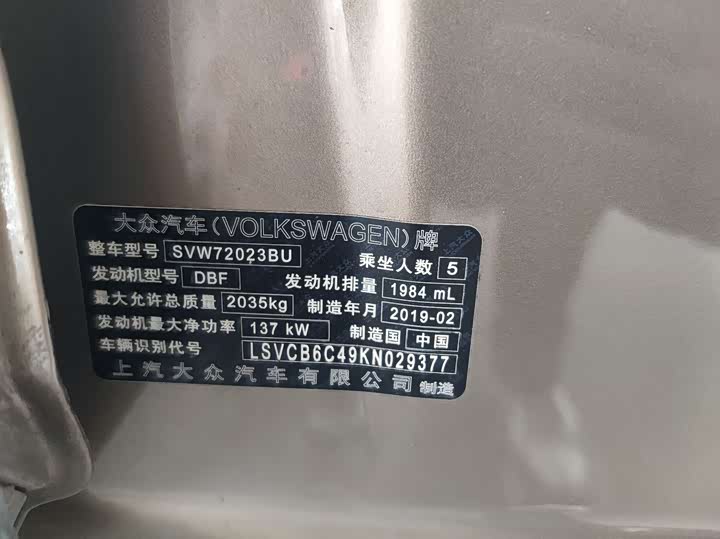 大众汽车(VOLKSWAGEN)牌
整车型号 SVW72023BU 乘坐人数 5
发动机型号 DBF 发动机排量 1984 mL
最大允许总质量 2035kg 制造年月 2019-02
发动机最大净功率 137 kW 制造国 中国
车辆识别代号 LSVCB6C49KN029377
上汽大众汽车有限公司 制造